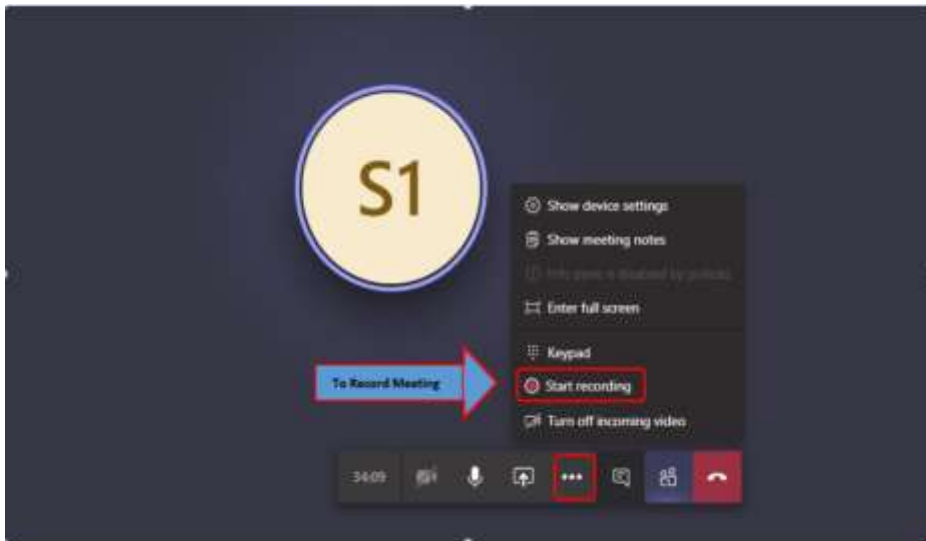 S1
Show device settings
Show meeting notes
Enter full screen
Keypad
To Record Meeting
Start recording
Turn off incoming video
34:09